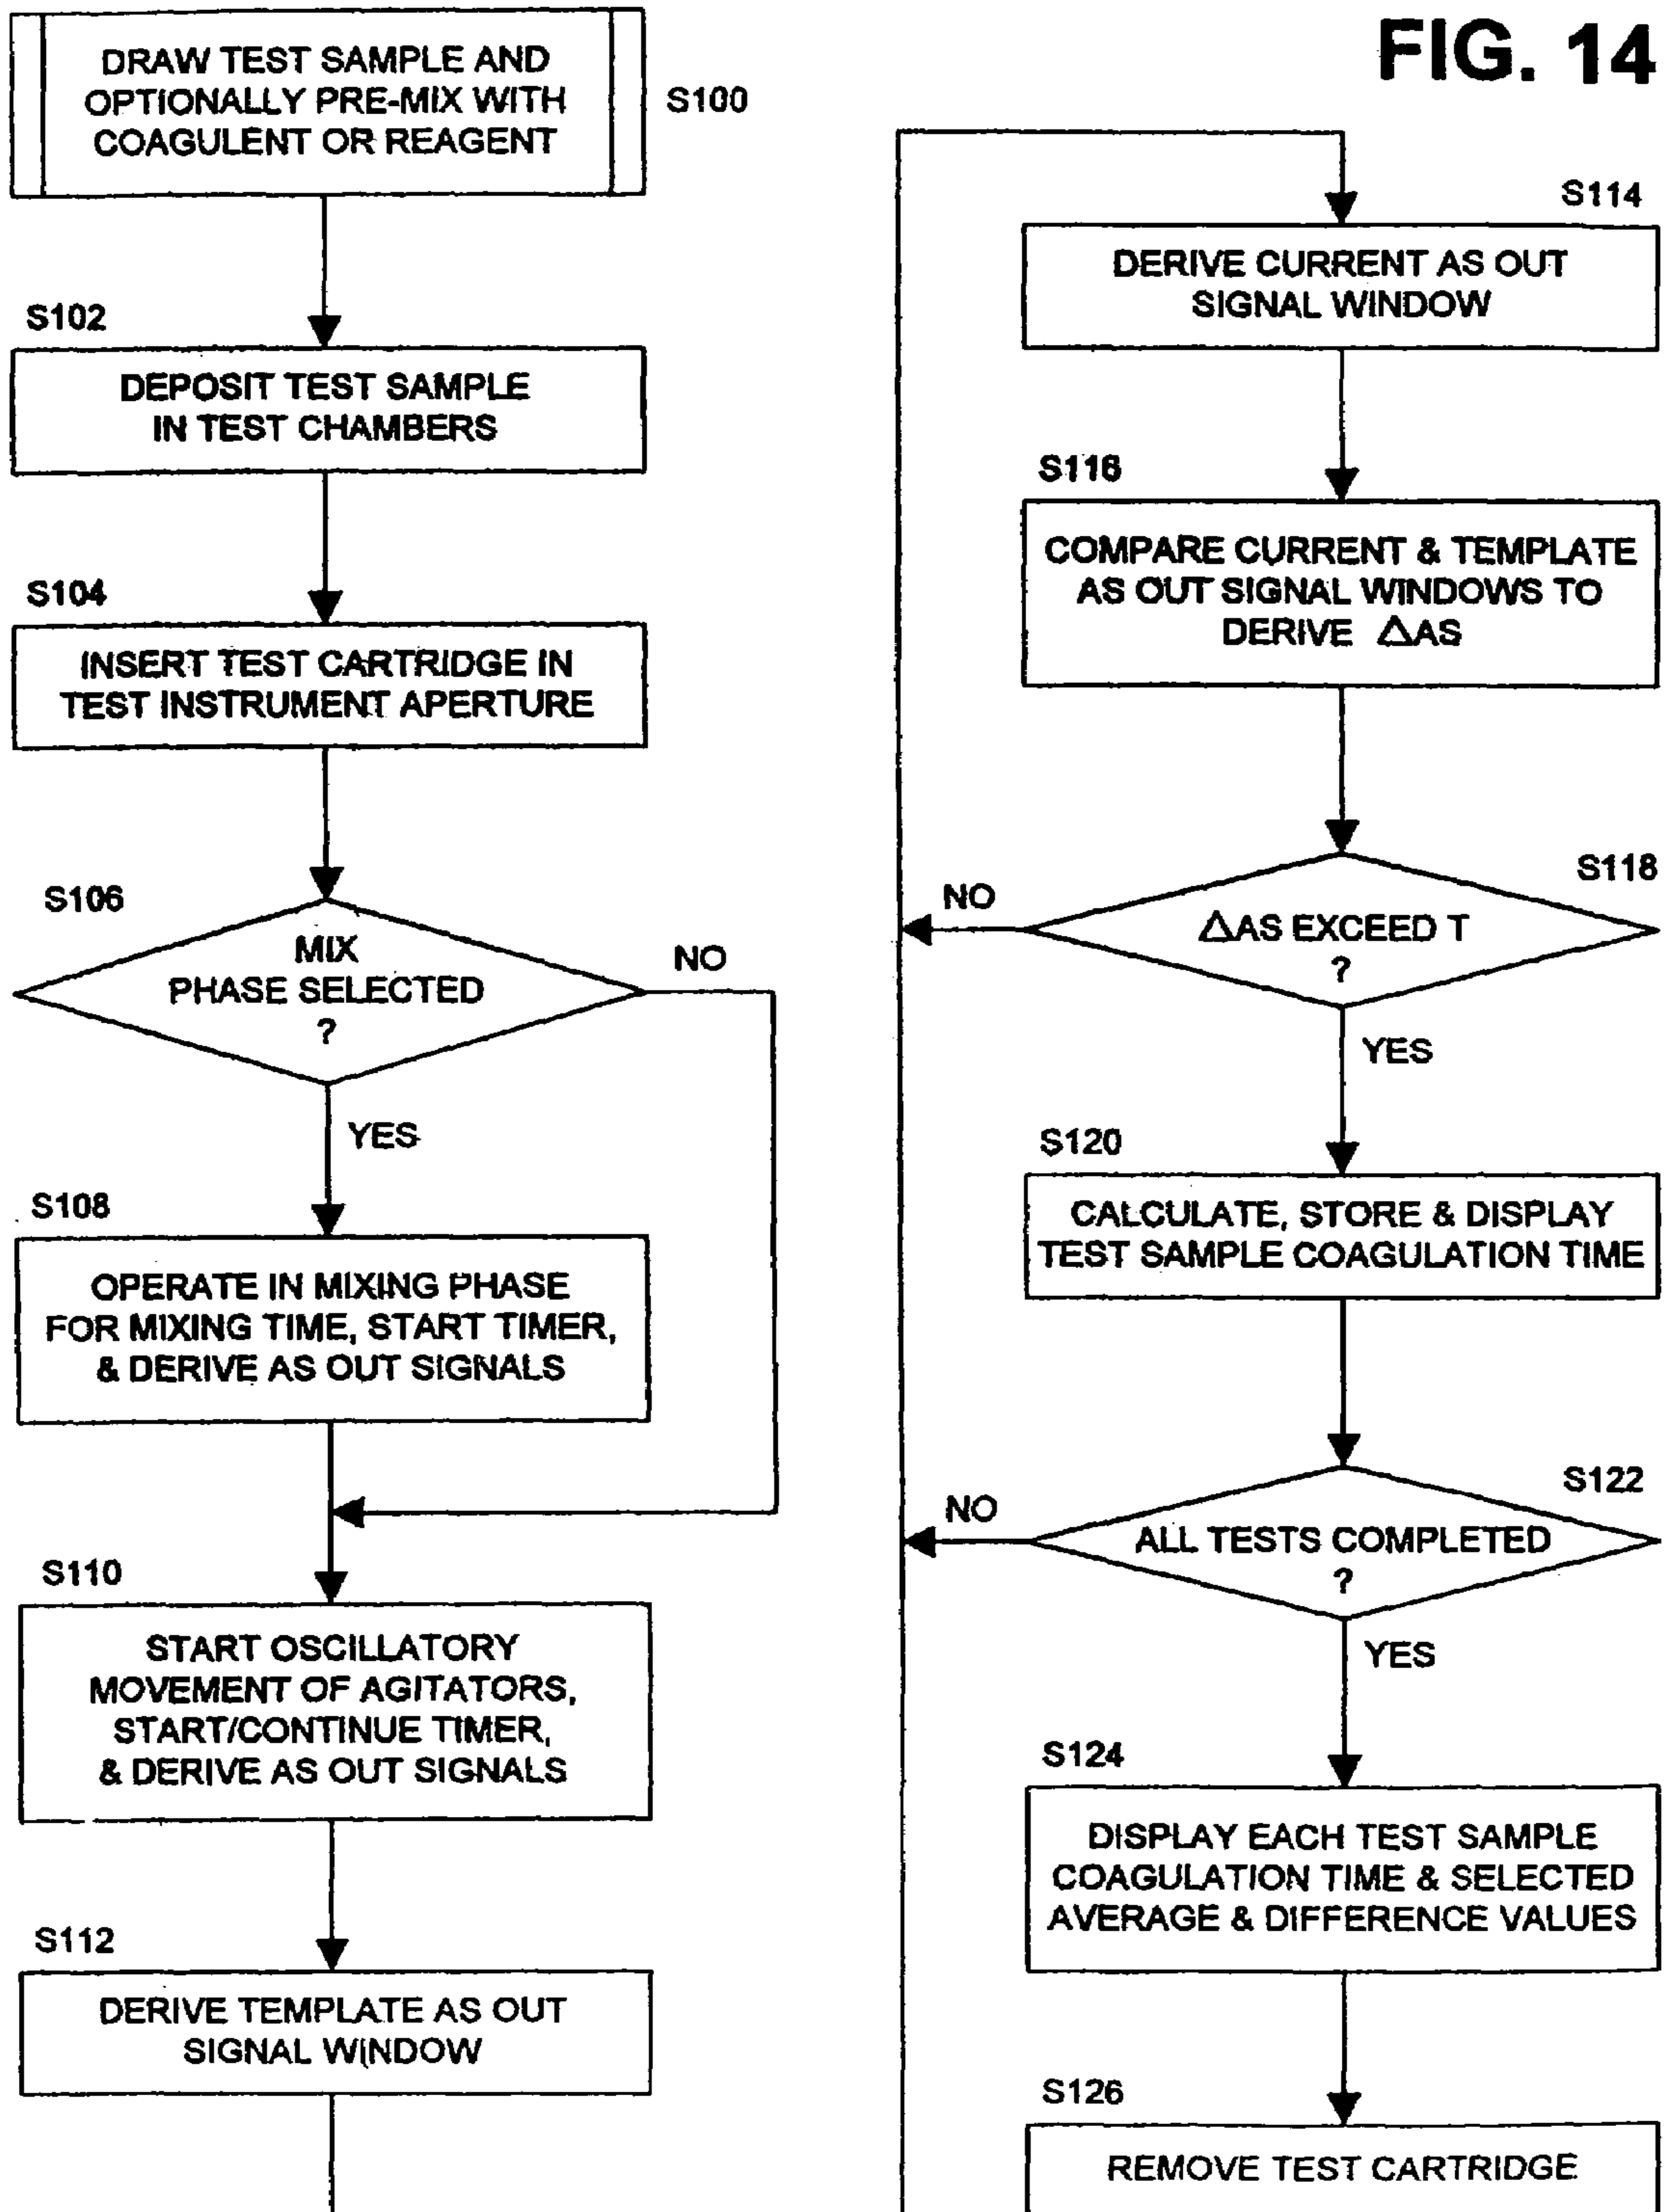 FIG. 14
DRAW TEST SAMPLE AND
OPTIONALLY PRE-MIX WITH
COAGULENT OR REAGENT
S100
S102
DEPOSIT TEST SAMPLE
IN TEST CHAMBERS
S104
INSERT TEST CARTRIDGE IN
TEST INSTRUMENT APERTURE
S106
MIX
PHASE SELECTED
?
NO
YES
S108
OPERATE IN MIXING PHASE
FOR MIXING TIME, START TIMER,
& DERIVE AS OUT SIGNALS
S110
START OSCILLATORY
MOVEMENT OF AGITATORS,
START/CONTINUE TIMER,
& DERIVE AS OUT SIGNALS
S112
DERIVE TEMPLATE AS OUT
SIGNAL WINDOW
S114
DERIVE CURRENT AS OUT
SIGNAL WINDOW
S116
COMPARE CURRENT & TEMPLATE
AS OUT SIGNAL WINDOWS TO
DERIVE △AS
S118
NO
△AS EXCEED T
?
YES
S120
CALCULATE, STORE & DISPLAY
TEST SAMPLE COAGULATION TIME
S122
NO
ALL TESTS COMPLETED
?
YES
S124
DISPLAY EACH TEST SAMPLE
COAGULATION TIME & SELECTED
AVERAGE & DIFFERENCE VALUES
S126
REMOVE TEST CARTRIDGE